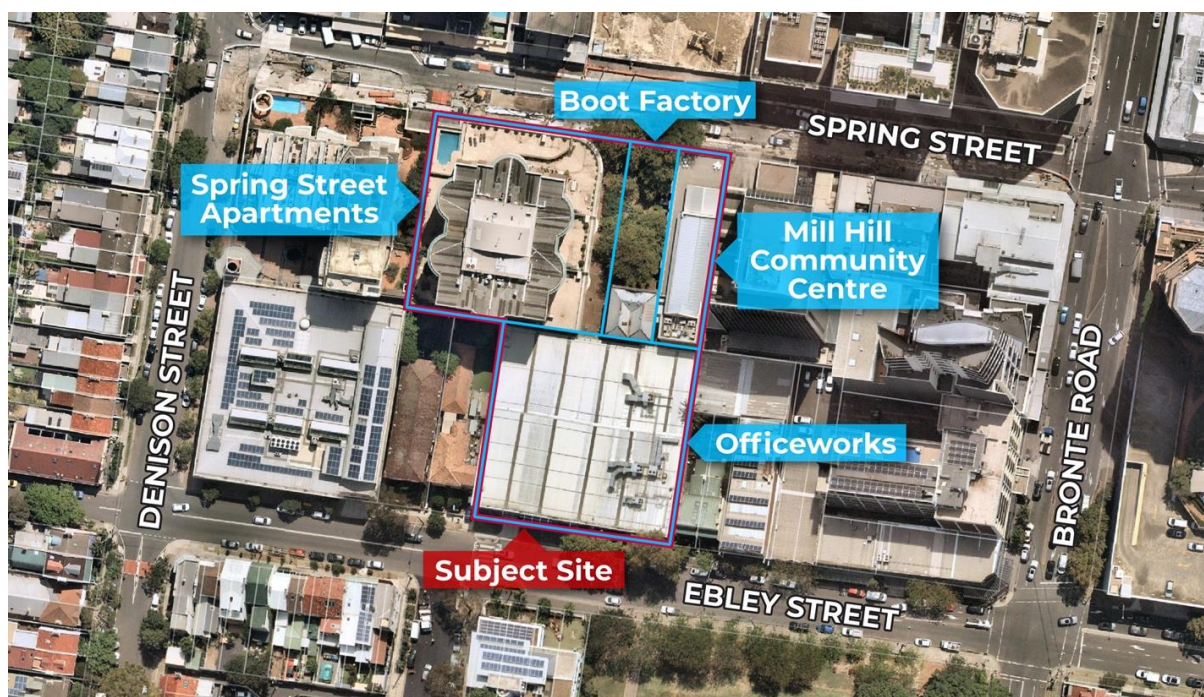 Boot Factory
SPRING STREET
Spring Street
Apartments
Mill Hill
Community
Centre
DENISON STREET
BRONTE ROAD
Officeworks
Subject Site
EBLEY STREET